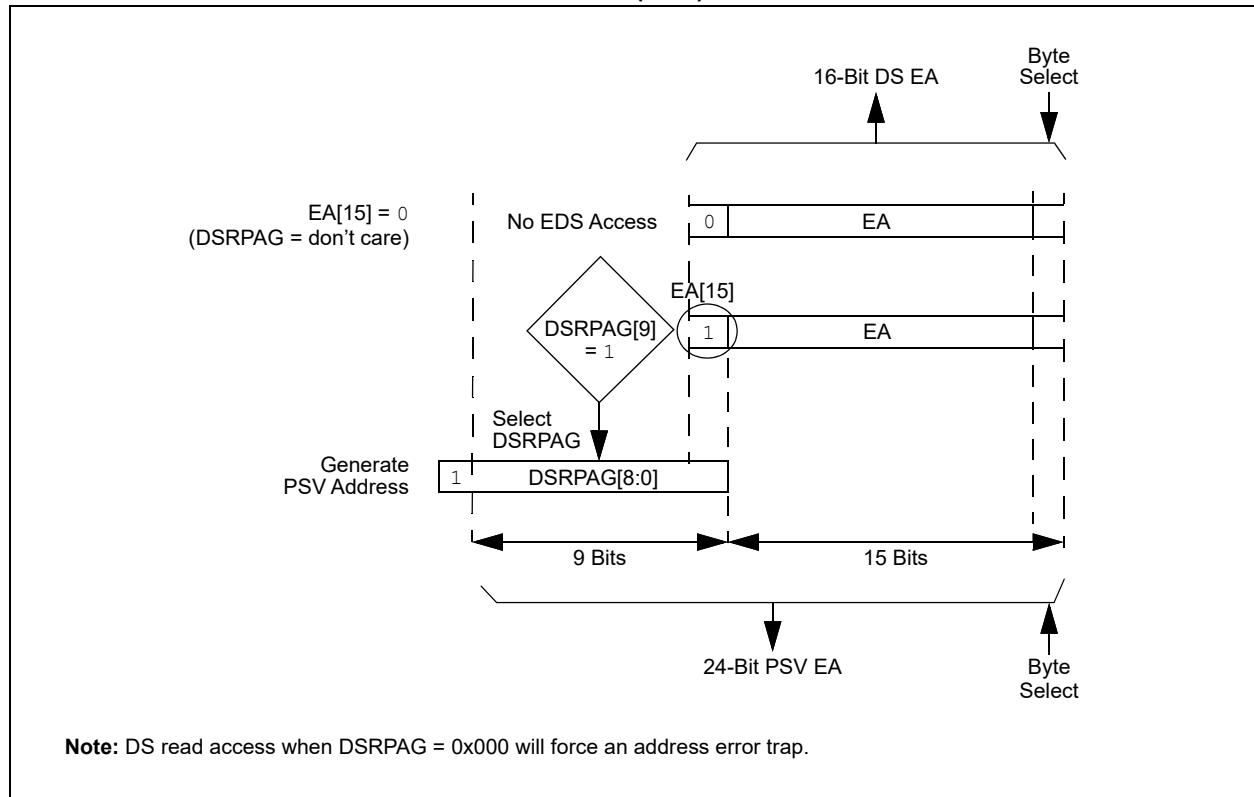 16-Bit DS EA
Byte
Select
EA[15] = 0
(DSRPAG = don't care)
No EDS Access
0
EA
EA[15]
DSRPAG[9]
= 1
1
EA
Select
DSRPAG
Generate
PSV Address
1
DSRPAG[8:0]
9 Bits
15 Bits
24-Bit PSV EA
Byte
Select
Note: DS read access when DSRPAG = 0x000 will force an address error trap.